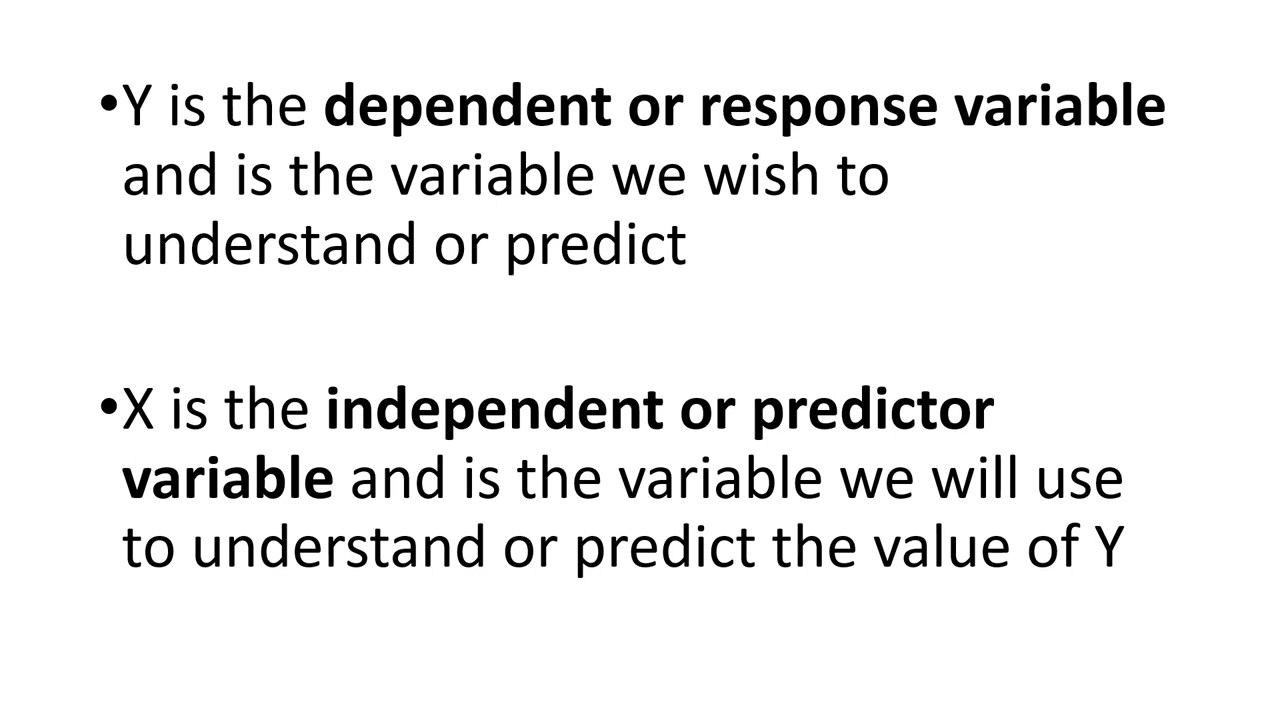 •Y is the dependent or response variable
and is the variable we wish to
understand or predict
•X is the independent or predictor
variable and is the variable we will use
to understand or predict the value of Y